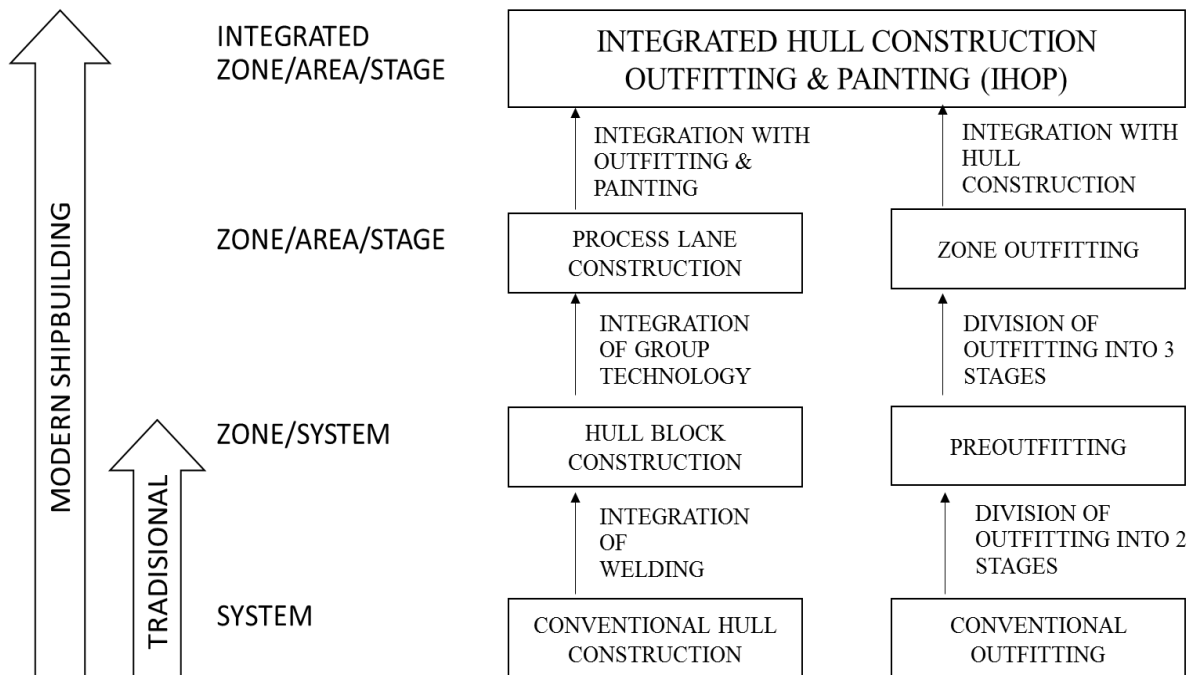 INTEGRATED
ZONE/AREA/STAGE
INTEGRATED HULL CONSTRUCTION
OUTFITTING & PAINTING (IHOP)
INTEGRATION WITH
OUTFITTING &
PAINTING
INTEGRATION WITH
HULL
CONSTRUCTION
MODERN SHIPBUILDING
ZONE/AREA/STAGE
PROCESS LANE
CONSTRUCTION
ZONE OUTFITTING
INTEGRATION
OF GROUP
TECHNOLOGY
DIVISION OF
OUTFITTING INTO 3
STAGES
ZONE/SYSTEM
HULL BLOCK
CONSTRUCTION
PREOUTFITTING
TRADISIONAL
INTEGRATION
OF
WELDING
DIVISION OF
OUTFITTING INTO 2
STAGES
SYSTEM
CONVENTIONAL HULL
CONSTRUCTION
CONVENTIONAL
OUTFITTING